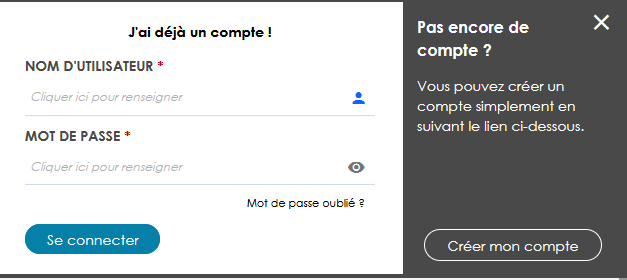 J'ai déjà un compte !
NOM D'UTILISATEUR *
Cliquer ici pour renseigner
MOT DE PASSE *
Cliquer ici pour renseigner
Mot de passe oublié ?
Se connecter
Pas encore de
compte ?
Vous pouvez créer un
compte simplement en
suivant le lien ci-dessous.
Créer mon compte